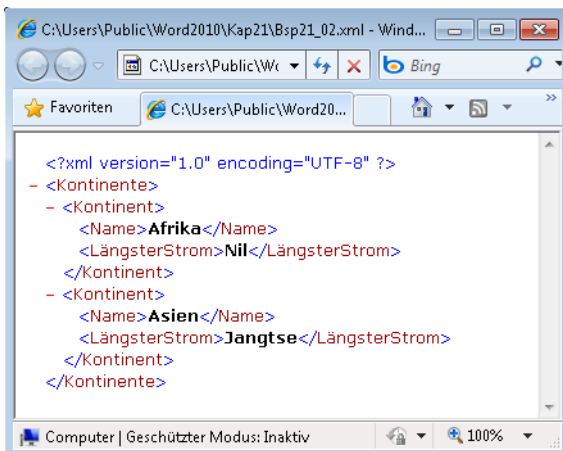 C:\Users\Public\Word2010\Kap21\Bsp21_02.xml - Wind...
C:\Users\Public\Wc
Bing
Favoriten
C:\Users\Public\Word20...
<?xml version="1.0" encoding="UTF-8" ?>
- <Kontinente>
- <Kontinent>
<Name>Afrika</Name>
<LängsterStrom>Nil</LängsterStrom>
</Kontinent>
- <Kontinent>
<Name>Asien</Name>
<LängsterStrom>Jangtse</LängsterStrom>
</Kontinent>
</Kontinente>
Computer | Geschützter Modus: Inaktiv
100%